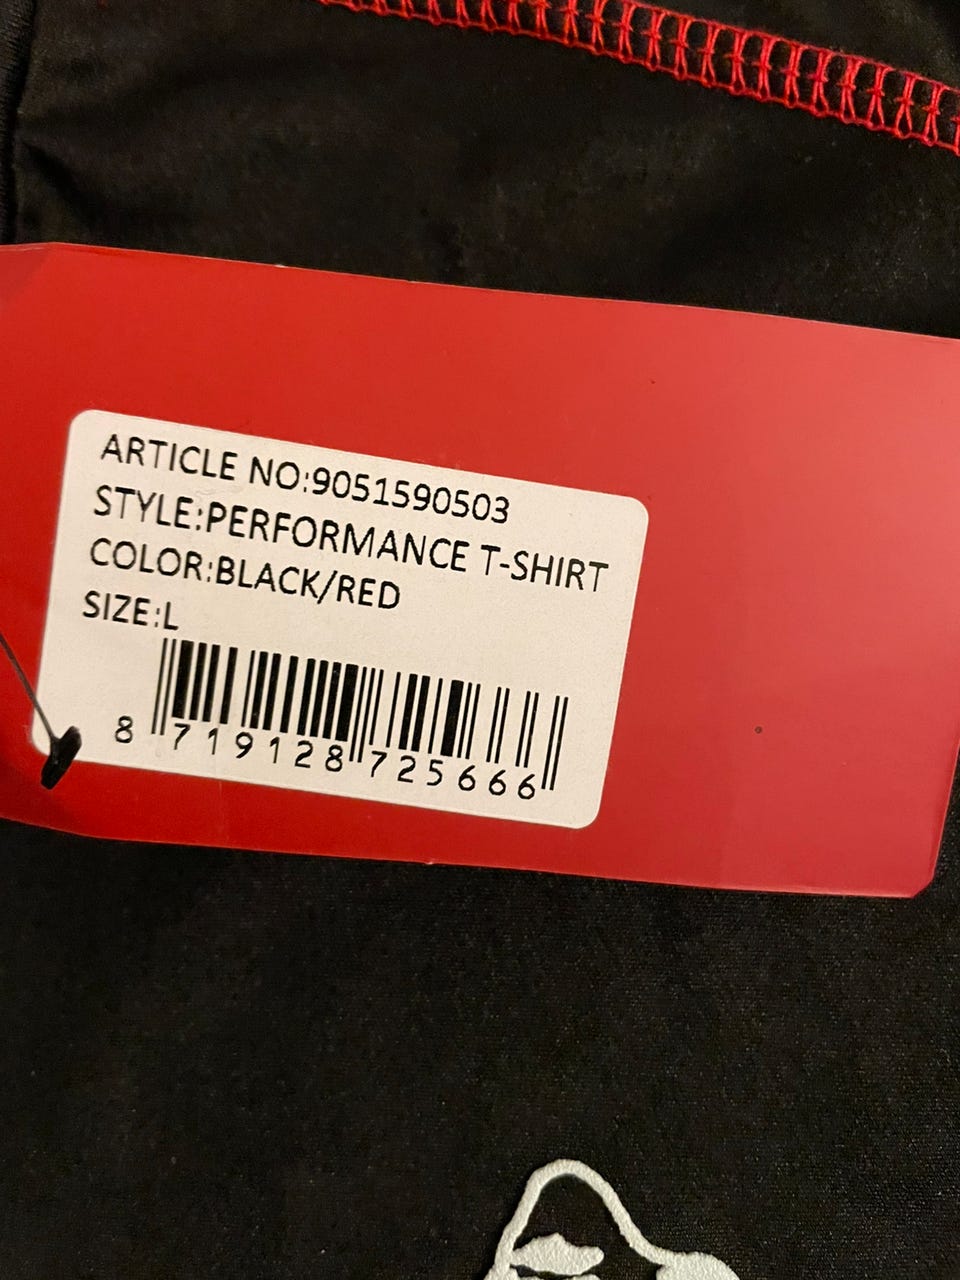 ARTICLE NO:9051590503
STYLE:PERFORMANCE T-SHIRT
COLOR:BLACK/RED
SIZE:L
8 719128 725666